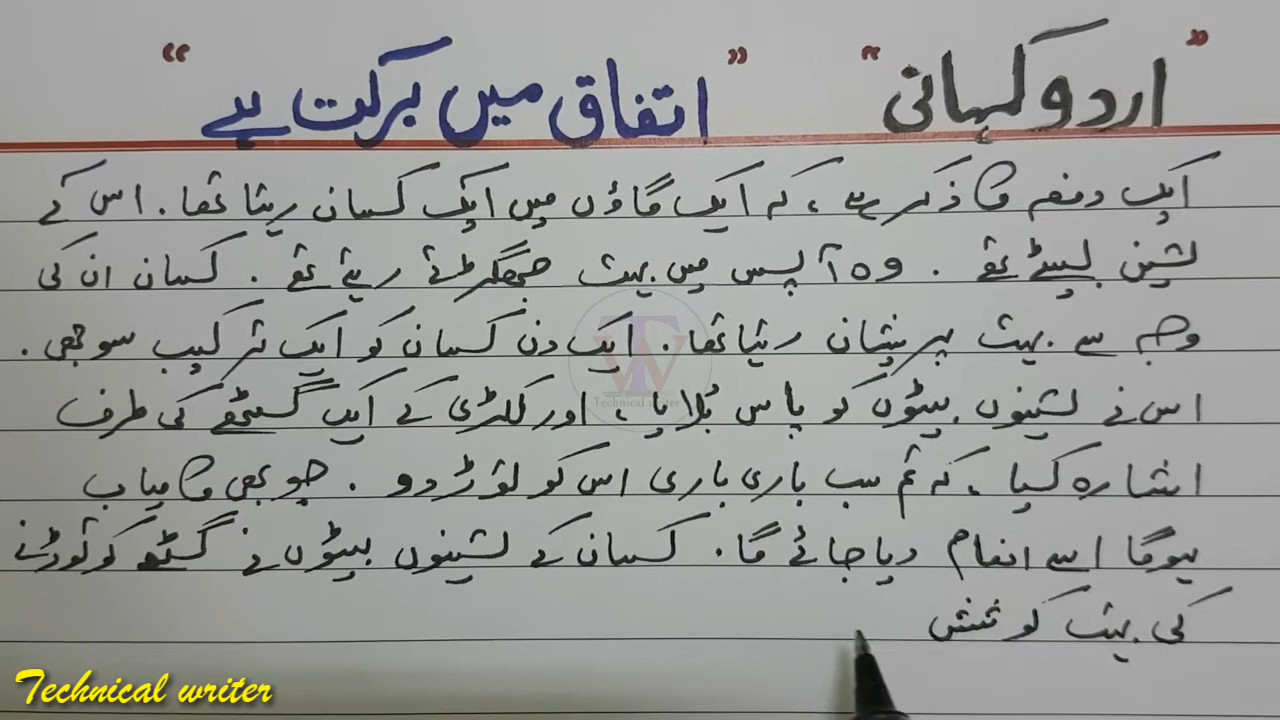 "اردو کہانی" "اتفاق میں برکت ہے"
ایک دفعہ کا ذکر ہے، کہ ایک گاؤں میں ایک کسان رہتا تھا۔ اس کے
تین بیٹے تھے۔ وہ آپس میں بہت جھگڑتے رہتے تھے۔ کسان ان کی
وجہ سے بہت پریشان رہتا تھا۔ ایک دن کسان کو ایک ترکیب سوجھی۔
اس نے تینوں بیٹوں کو پاس بُلایا، اور لکڑی کے ایک گٹھے کی طرف
اشارہ کیا، کہ تم سب باری باری اس کو توڑ دو۔ جو بھی کامیاب
ہوگا اسے انعام دیا جائے گا۔ کسان کے تینوں بیٹوں نے گٹھے کو توڑنے
کی بہت کوشش
TW
Technical writer
Technical writer